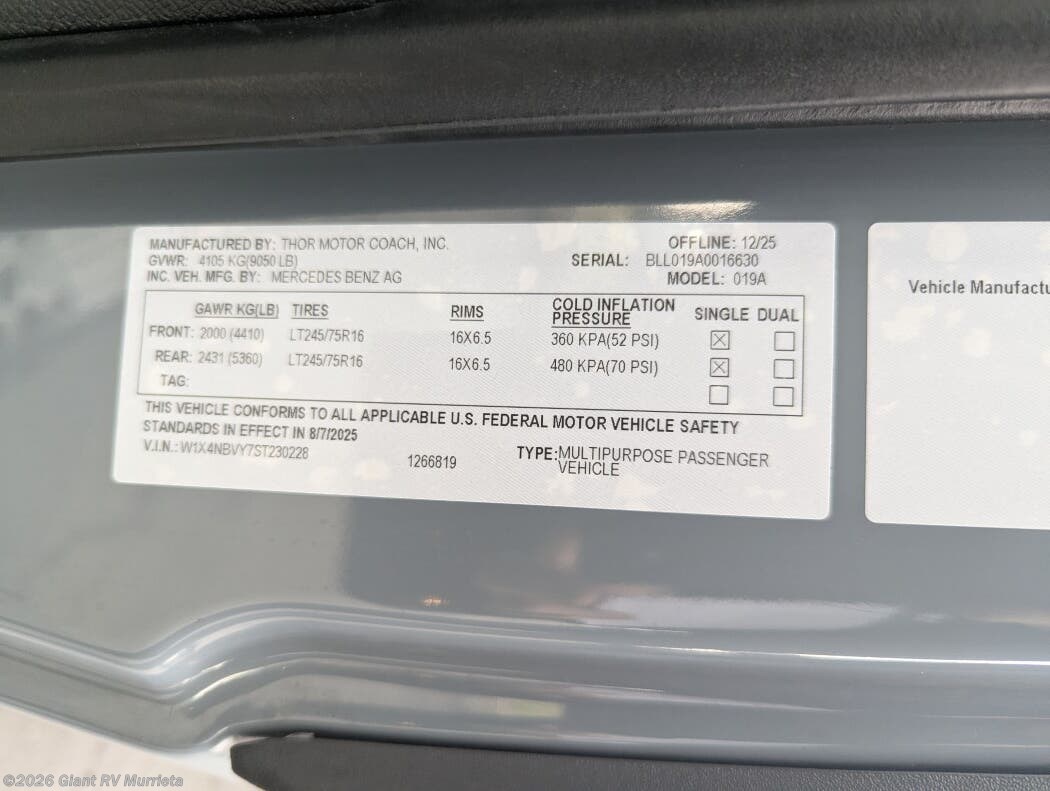 MANUFACTURED BY: THOR MOTOR COACH, INC. OFFLINE: 12/25
GVWR: 4105 KG(9050 LB) SERIAL: BLL019A0016630
INC. VEH. MFG. BY: MERCEDES BENZ AG MODEL: 019A
GAWR KG(LB) TIRES RIMS COLD INFLATION PRESSURE SINGLE DUAL
FRONT: 2000 (4410) LT245/75R16 16X6.5 360 KPA(52 PSI)
REAR: 2431 (5360) LT245/75R16 16X6.5 480 KPA(70 PSI)
TAG:
THIS VEHICLE CONFORMS TO ALL APPLICABLE U.S. FEDERAL MOTOR VEHICLE SAFETY
STANDARDS IN EFFECT IN 8/7/2025
V.I.N.: W1X4NBVY7ST230228 1266819 TYPE: MULTIPURPOSE PASSENGER
VEHICLE
Vehicle Manufactu
©2026 Giant RV Murrieta